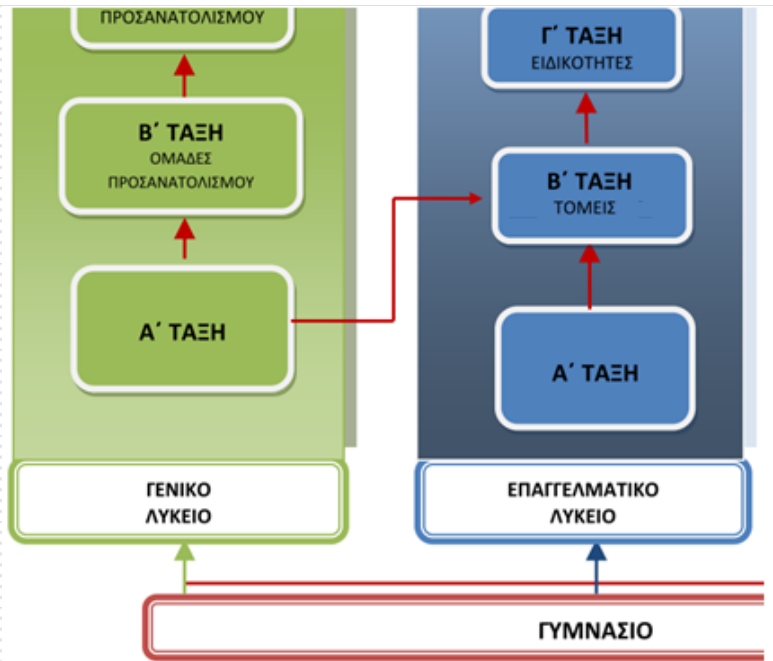 ΠΡΟΣΑΝΑΤΟΛΙΣΜΟΥ
Β΄ ΤΑΞΗ
ΟΜΑΔΕΣ
ΠΡΟΣΑΝΑΤΟΛΙΣΜΟΥ
Α΄ ΤΑΞΗ
ΓΕΝΙΚΟ
ΛΥΚΕΙΟ
Γ΄ ΤΑΞΗ
ΕΙΔΙΚΟΤΗΤΕΣ
Β΄ ΤΑΞΗ
ΤΟΜΕΙΣ
Α΄ ΤΑΞΗ
ΕΠΑΓΓΕΛΜΑΤΙΚΟ
ΛΥΚΕΙΟ
ΓΥΜΝΑΣΙΟ